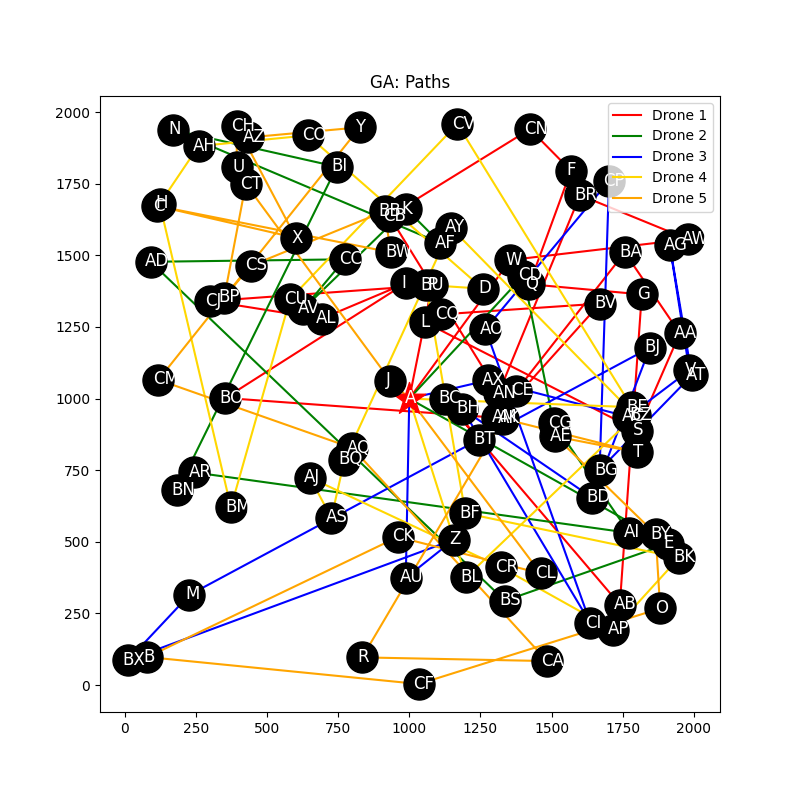 GA: Paths
Drone 1
Drone 2
Drone 3
Drone 4
Drone 5
2000
1750
1500
1250
1000
750
500
250
0
N
CH
AZ
CO
Y
CV
CN
AH
U
CT
BI
F
BR
H
K
CB
AY
AF
X
BW
AW
AG
BA
AD
CS
W
CD
Q
I
D
G
BV
CJ
BP
CU
AV
AL
L
AO
AA
BJ
V
AT
CM
J
A
AX
AN
CE
BO
BC
BH
BT
CG
AE
S
T
AQ
BQ
AR
BN
BM
AJ
AS
BG
BD
BF
AI
BY
E
BK
CK
Z
AU
BL
CR
CL
BS
M
AB
O
CI
AP
BX
B
R
CA
CF
0
250
500
750
1000
1250
1500
1750
2000